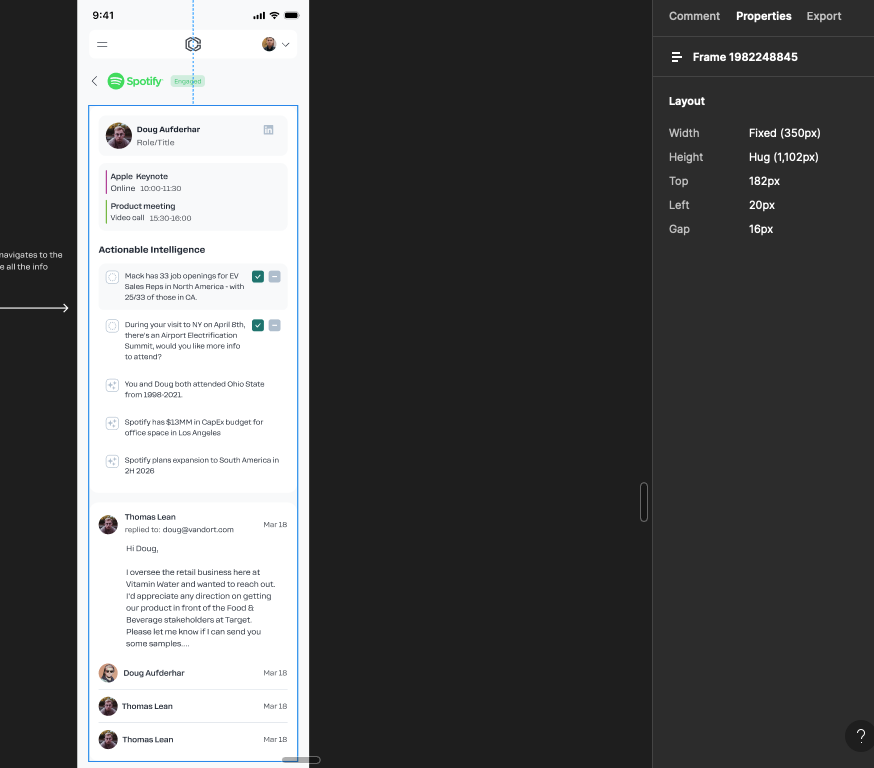 9:41
Comment Properties Export
Frame 1982248845
Layout
Width Fixed (350px)
Height Hug (1,102px)
Top 182px
Left 20px
Gap 16px
Spotify Engaged
Doug Aufderhar
Role/Title
Apple Keynote
Online 10:00-11:30
Product meeting
Video call 15:30-16:00
navigates to the
e all the info
Actionable Intelligence
Mack has 33 job openings for EV
Sales Reps in North America - with
25/33 of those in CA.
During your visit to NY on April 8th,
there's an Airport Electrification
Summit, would you like more info
to attend?
You and Doug both attended Ohio State
from 1998-2021.
Spotify has $13MM in CapEx budget for
office space in Los Angeles
Spotify plans expansion to South America in
2H 2026
Thomas Lean
replied to: doug@vandort.com
Mar 18
Hi Doug,
I oversee the retail business here at
Vitamin Water and wanted to reach out.
I'd appreciate any direction on getting
our product in front of the Food &
Beverage stakeholders at Target.
Please let me know if I can send you
some samples....
Doug Aufderhar Mar 18
Thomas Lean Mar 18
Thomas Lean Mar 18
in
?